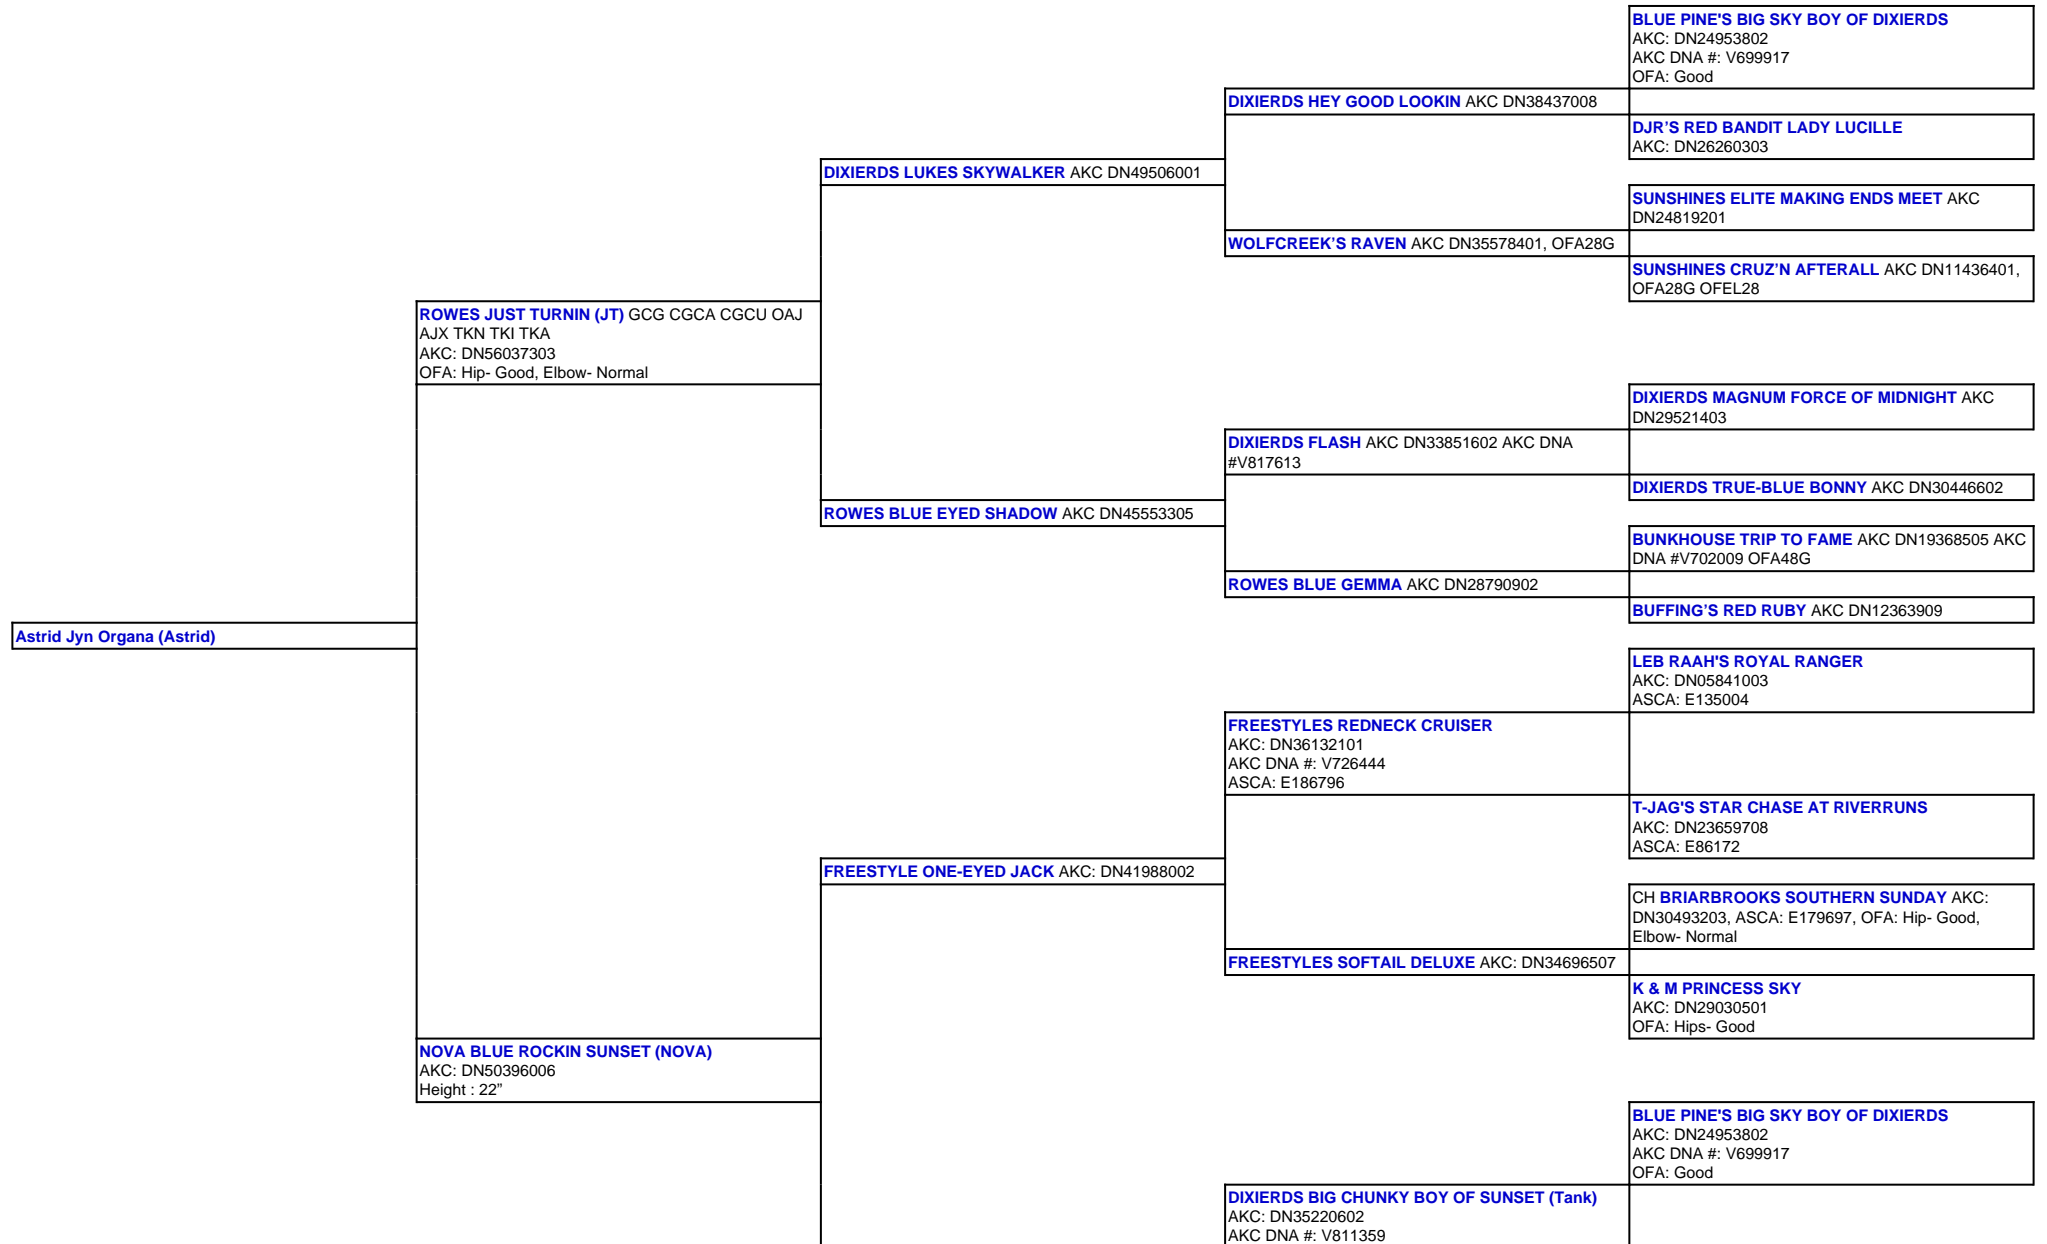 BLUE PINE'S BIG SKY BOY OF DIXIERDS
AKC: DN24953802
AKC DNA #: V699917
OFA: Good
DIXIERDS HEY GOOD LOOKIN AKC DN38437008
DJR’S RED BANDIT LADY LUCILLE
AKC: DN26260303
DIXIERDS LUKES SKYWALKER AKC DN49506001
SUNSHINES ELITE MAKING ENDS MEET AKC
DN24819201
WOLFCREEK’S RAVEN AKC DN35578401, OFA28G
SUNSHINES CRUZ’N AFTERALL AKC DN11436401,
OFA28G OFEL28
ROWES JUST TURNIN (JT) GCG CGCA CGCU OAJ
AJX TKN TKI TKA
AKC: DN56037303
OFA: Hip- Good, Elbow- Normal
DIXIERDS MAGNUM FORCE OF MIDNIGHT AKC
DN29521403
DIXIERDS FLASH AKC DN33851602 AKC DNA
#V817613
DIXIERDS TRUE-BLUE BONNY AKC DN30446602
ROWES BLUE EYED SHADOW AKC DN45553305
BUNKHOUSE TRIP TO FAME AKC DN19368505 AKC
DNA #V702009 OFA48G
ROWES BLUE GEMMA AKC DN28790902
BUFFING’S RED RUBY AKC DN12363909
Astrid Jyn Organa (Astrid)
LEB RAAH'S ROYAL RANGER
AKC: DN05841003
ASCA: E135004
FREESTYLES REDNECK CRUISER
AKC: DN36132101
AKC DNA #: V726444
ASCA: E186796
T-JAG'S STAR CHASE AT RIVERRUNS
AKC: DN23659708
ASCA: E86172
FREESTYLE ONE-EYED JACK AKC: DN41988002
CH BRIARBROOKS SOUTHERN SUNDAY AKC:
DN30493203, ASCA: E179697, OFA: Hip- Good,
Elbow- Normal
FREESTYLES SOFTAIL DELUXE AKC: DN34696507
K & M PRINCESS SKY
AKC: DN29030501
OFA: Hips- Good
NOVA BLUE ROCKIN SUNSET (NOVA)
AKC: DN50396006
Height : 22”
BLUE PINE'S BIG SKY BOY OF DIXIERDS
AKC: DN24953802
AKC DNA #: V699917
OFA: Good
DIXIERDS BIG CHUNKY BOY OF SUNSET (Tank)
AKC: DN35220602
AKC DNA #: V811359